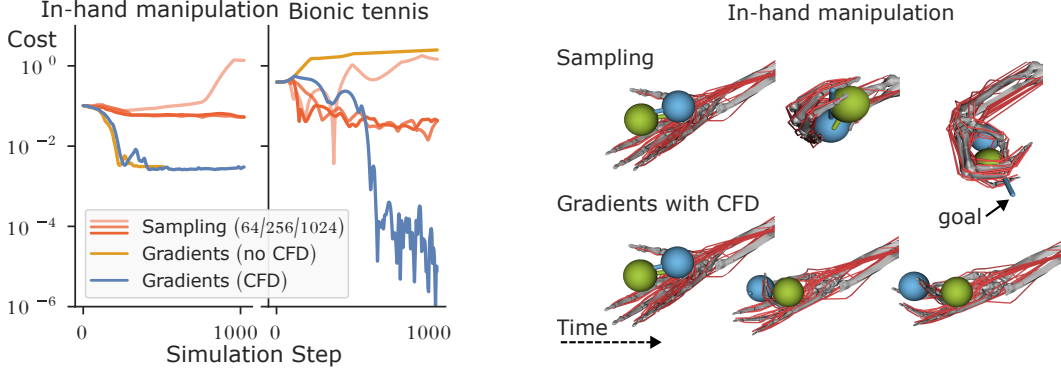 In-hand manipulation
Bionic tennis
Cost
10^0
10^-2
10^-4
10^-6
Sampling (64/256/1024)
Gradients (no CFD)
Gradients (CFD)
0
1000
0
1000
Simulation Step
In-hand manipulation
Sampling
goal
Gradients with CFD
Time